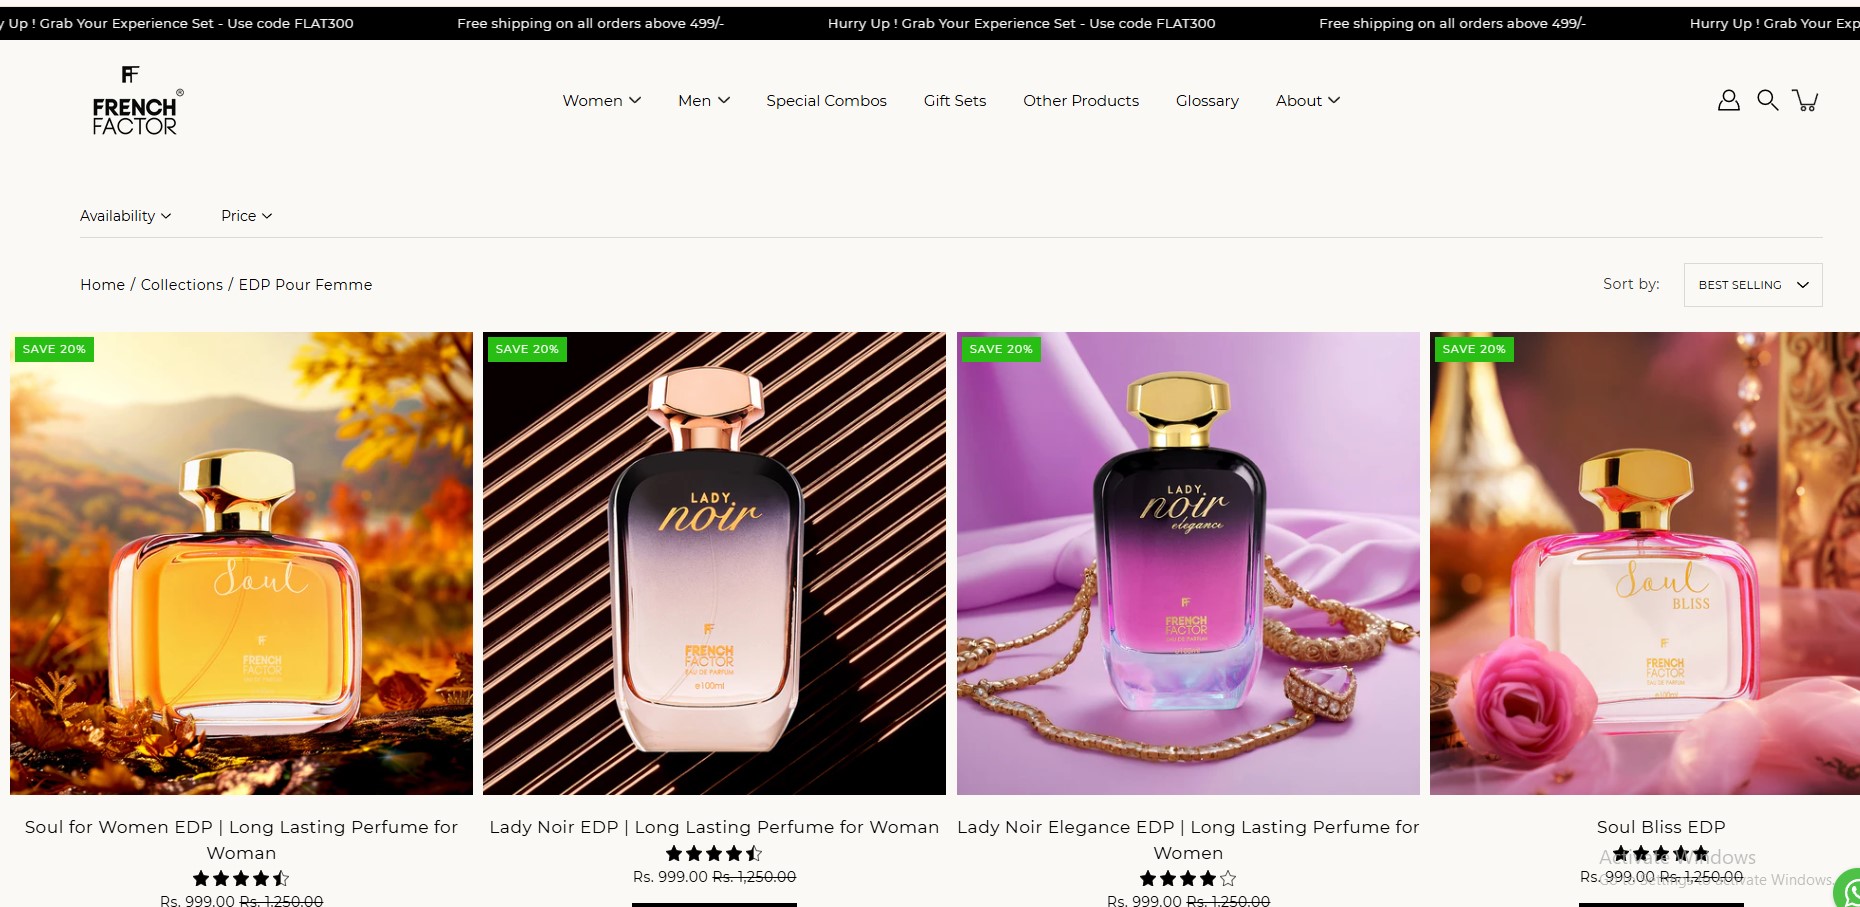 y Up ! Grab Your Experience Set - Use code FLAT300 Free shipping on all orders above 499/- Hurry Up ! Grab Your Experience Set - Use code FLAT300 Free shipping on all orders above 499/- Hurry Up ! Grab Your Exp
FF
FRENCH®
FACTOR
Women Men Special Combos Gift Sets Other Products Glossary About
Availability Price
Home / Collections / EDP Pour Femme
Sort by: BEST SELLING
SAVE 20%
Soul
FF
FRENCH
FACTOR
SAVE 20%
LADY
noir
FF
FRENCH
FACTOR
EAU DE PARFUM
e100ml
SAVE 20%
LADY
noir
elegance
FF
FRENCH
FACTOR
EAU DE PARFUM
SAVE 20%
Soul
BLISS
FF
FRENCH
FACTOR
EAU DE PARFUM
e100ml
Soul for Women EDP | Long Lasting Perfume for
Woman
Rs. 999.00 Rs. 1,250.00
Lady Noir EDP | Long Lasting Perfume for Woman
Rs. 999.00 Rs. 1,250.00
Lady Noir Elegance EDP | Long Lasting Perfume for
Women
Rs. 999.00 Rs. 1,250.00
Soul Bliss EDP
Rs. 999.00 Rs. 1,250.00
Activate Windows
Go to Settings to activate Windows.